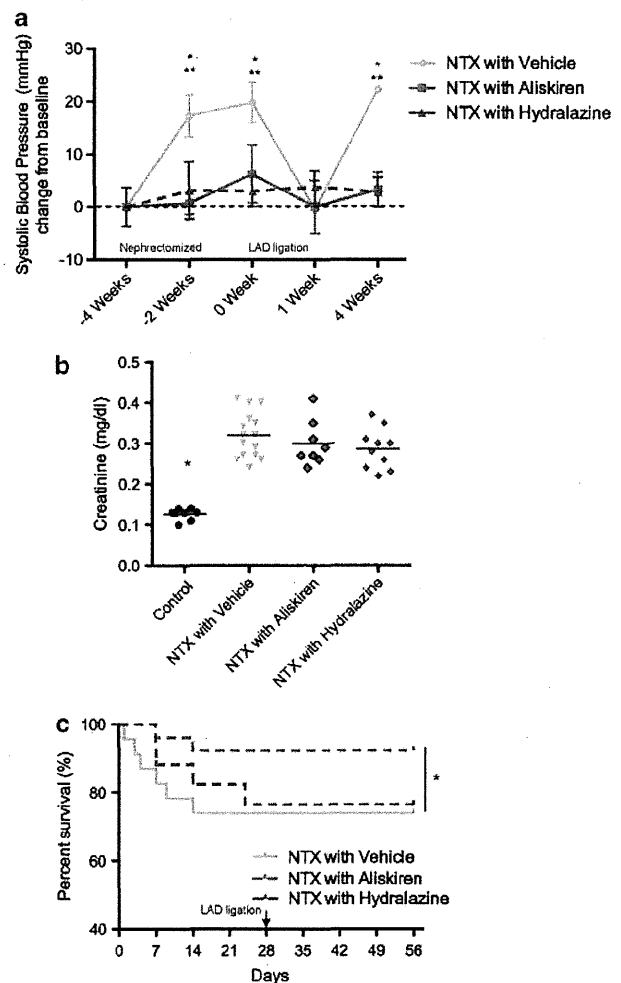 a
Systolic Blood Pressure (mmHg)
change from baseline
30
20
10
0
-10
* *
** ** **
NTX with Vehicle
NTX with Aliskiren
NTX with Hydralazine
Nephrectomized
LAD ligation
-4 Weeks
-2 Weeks
0 Week
1 Week
4 Weeks
b
Creatinine (mg/dl)
0.5
0.4
0.3
0.2
0.1
0.0
*
Control
NTX with Vehicle
NTX with Aliskiren
NTX with Hydralazine
c
Percent survival (%)
100
80
60
40
*
NTX with Vehicle
NTX with Aliskiren
NTX with Hydralazine
LAD ligation
0 7 14 21 28 35 42 49 56
Days